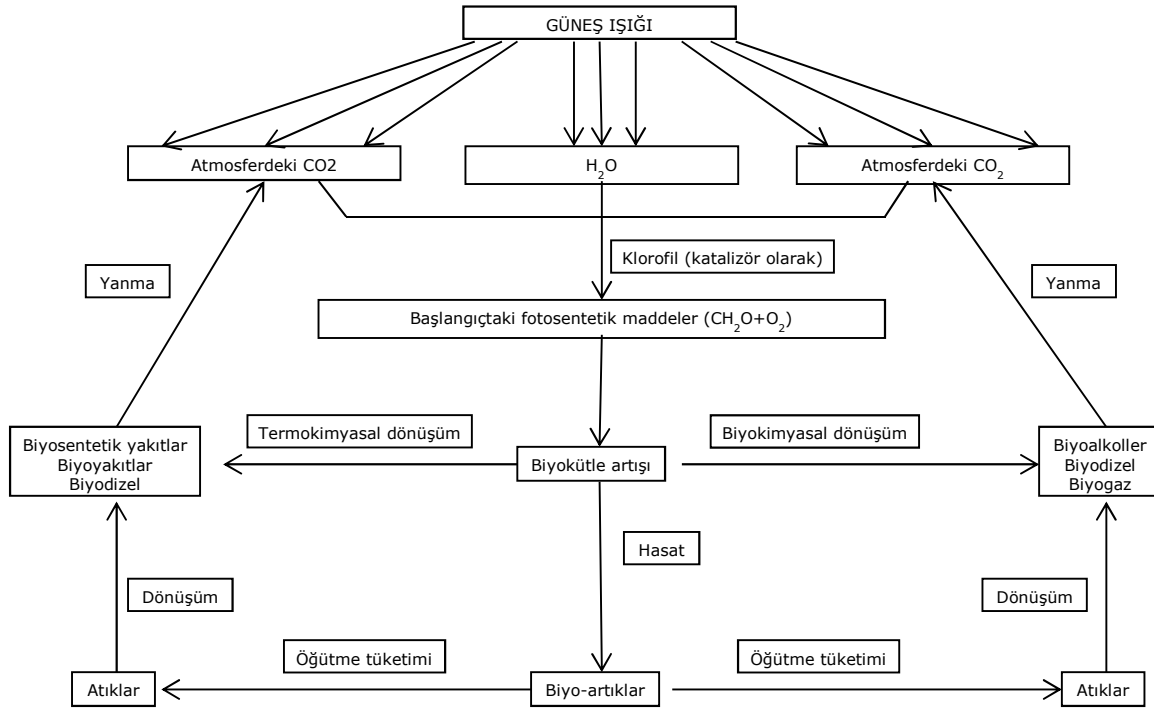 GÜNEŞ IŞIĞI
Atmosferdeki CO2
H₂O
Atmosferdeki CO₂
Klorofil (katalizör olarak)
Yanma
Yanma
Başlangıçtaki fotosentetik maddeler (CH₂O+O₂)
Termokimyasal dönüşüm
Biyokimyasal dönüşüm
Biyosentetik yakıtlar
Biyoyakıtlar
Biyodizel
Biyokütle artışı
Biyoalkoller
Biyodizel
Biyogaz
Hasat
Dönüşüm
Dönüşüm
Öğütme tüketimi
Öğütme tüketimi
Atıklar
Biyo-artıklar
Atıklar